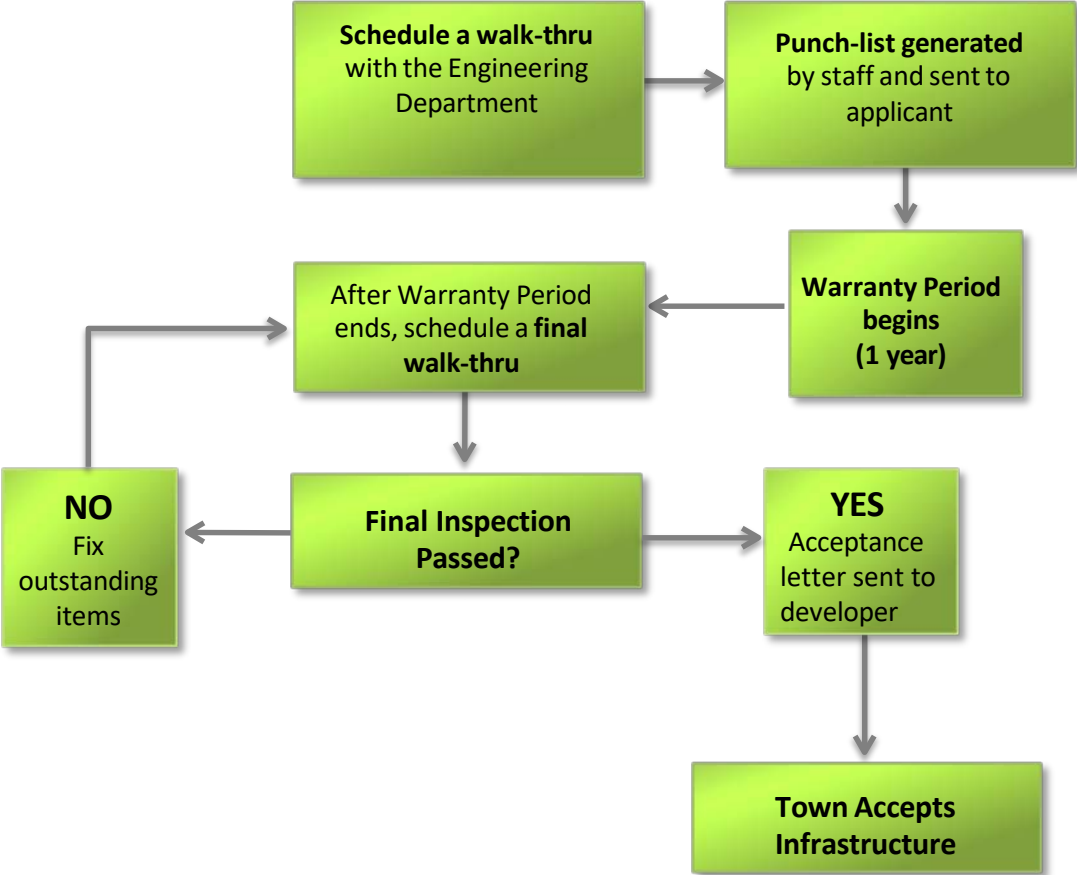 Schedule a walk-thru
with the Engineering
Department
Punch-list generated
by staff and sent to
applicant
Warranty Period
begins
(1 year)
After Warranty Period
ends, schedule a final
walk-thru
Final Inspection
Passed?
NO
Fix
outstanding
items
YES
Acceptance
letter sent to
developer
Town Accepts
Infrastructure